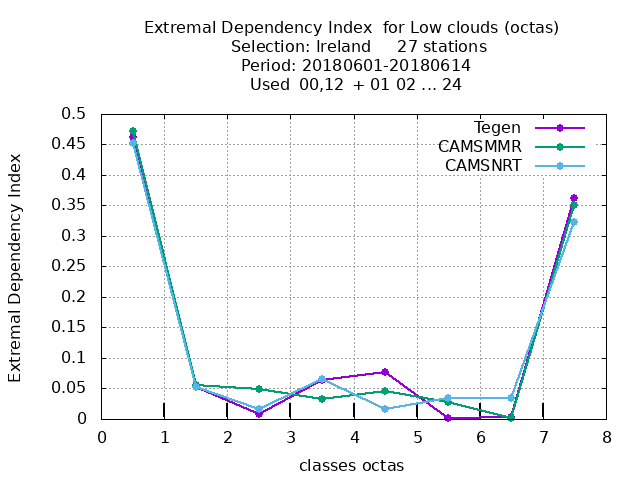 Extremal Dependency Index  for Low clouds (octas)
Selection: Ireland     27 stations
Period: 20180601-20180614
Used  00,12  + 01 02 ... 24
Extremal Dependency Index
0.5
0.45
0.4
0.35
0.3
0.25
0.2
0.15
0.1
0.05
0
Tegen
CAMSMMR
CAMSNRT
0 1 2 3 4 5 6 7 8
classes octas